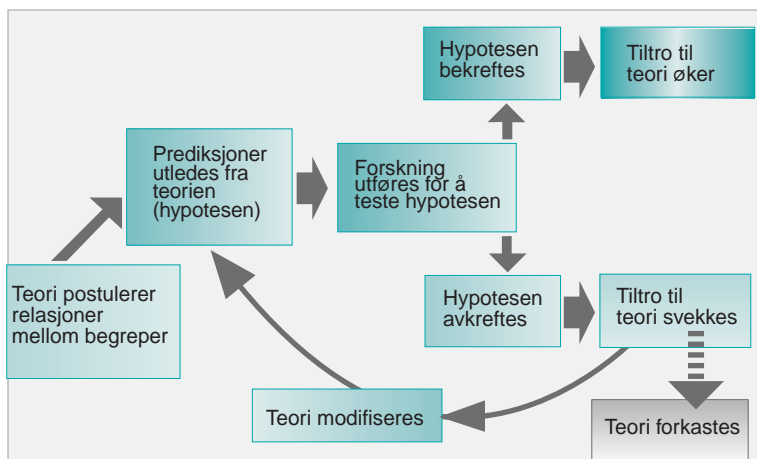 Hypotesen
bekreftes
Tiltro til
teori øker
Prediksjoner
utledes fra
teorien
(hypotesen)
Forskning
utføres for å
teste hypotesen
Teori postulerer
relasjoner
mellom begreper
Hypotesen
avkreftes
Tiltro til
teori svekkes
Teori modifiseres
Teori forkastes